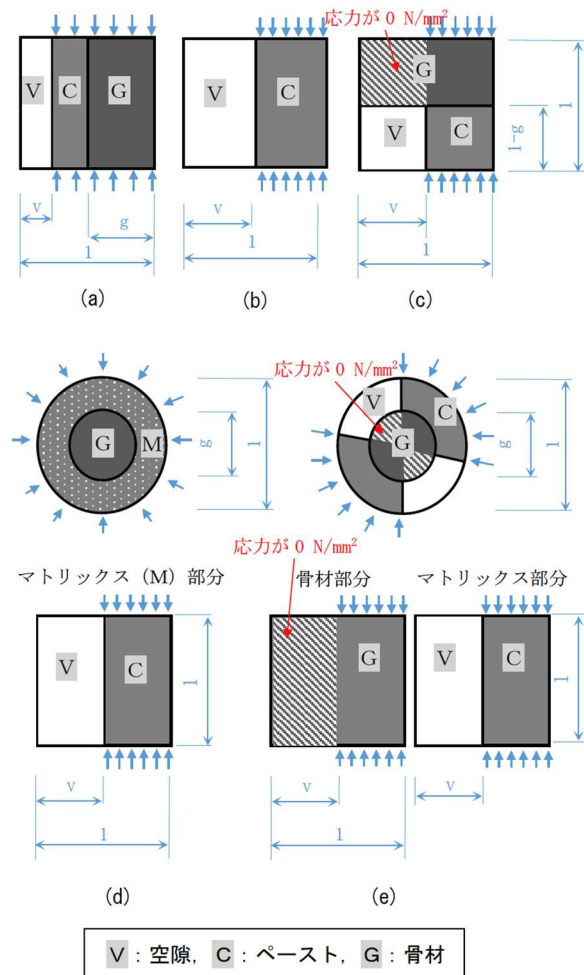 応力が 0 N/mm²
V C G
V C
G
V C
1-g
1
v
g
1
v
1
v
1
(a)
(b)
(c)
応力が 0 N/mm²
G M
g
1
V C
G
g
1
応力が 0 N/mm²
マトリックス（M）部分
骨材部分
マトリックス部分
V C
1
G
V C
1
v
1
v
1
v
(d)
(e)
V：空隙, C：ペースト, G：骨材